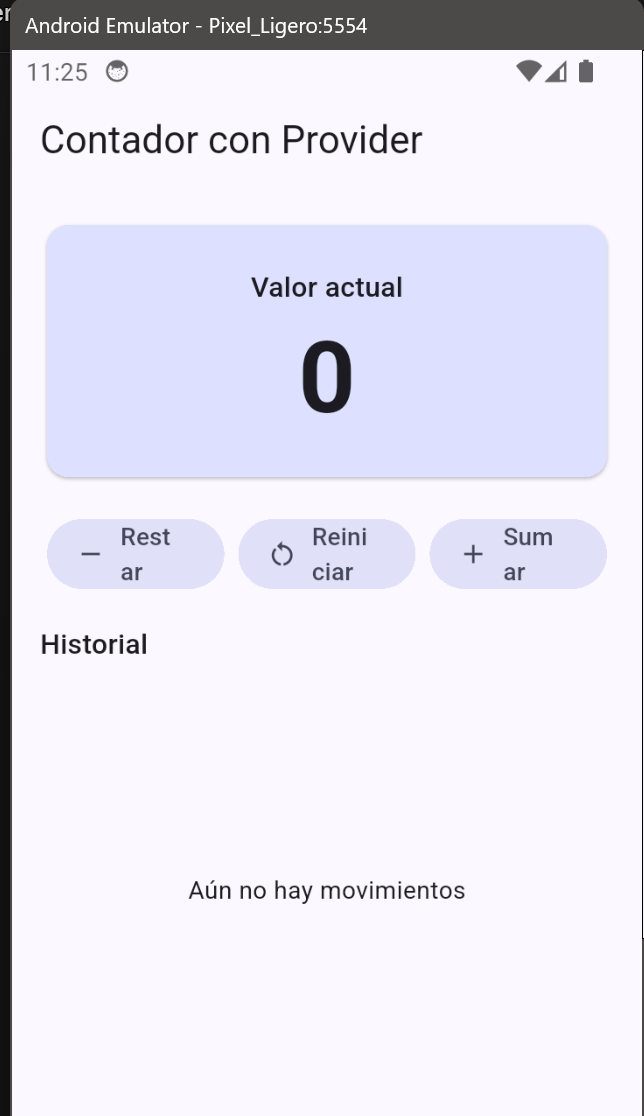 er
Android Emulator - Pixel_Ligero:5554
11:25
Contador con Provider
Valor actual
0
Rest
ar
Reini
ciar
Sum
ar
Historial
Aún no hay movimientos